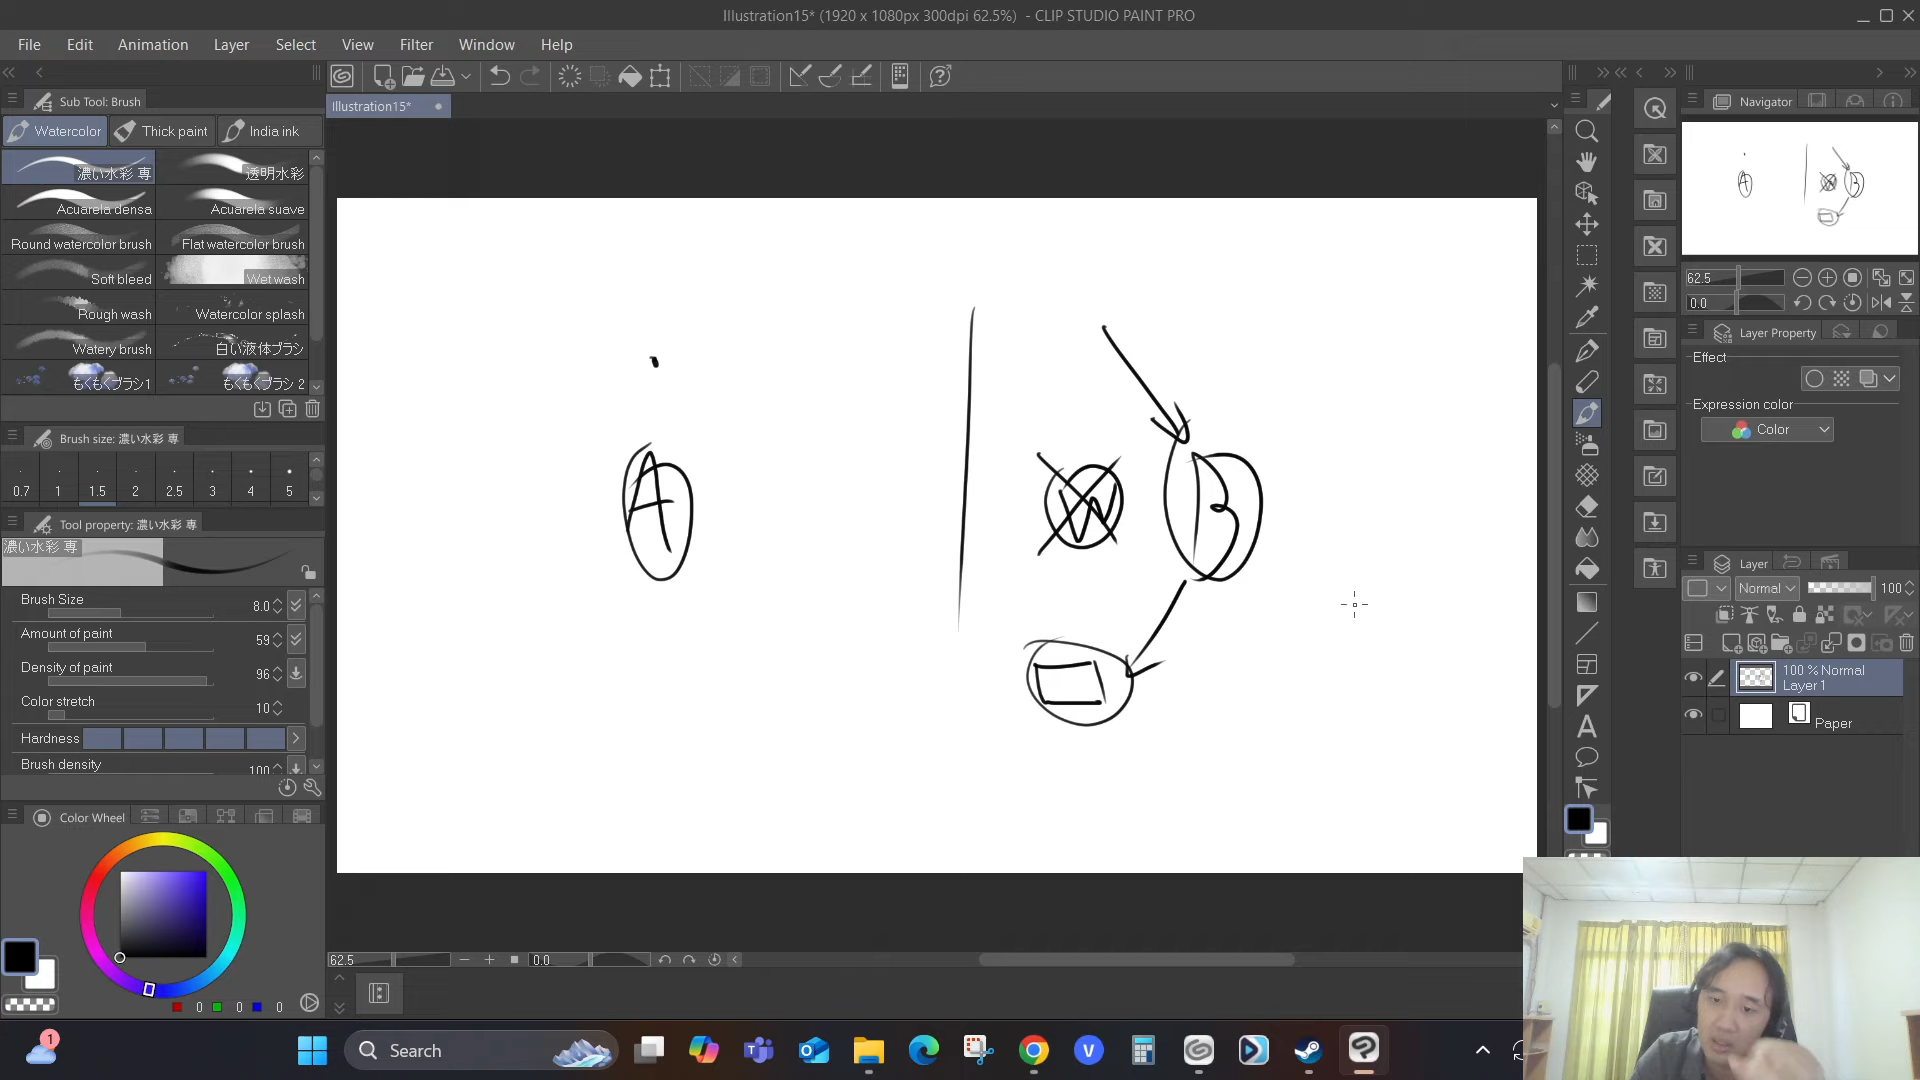 Illustration15* (1920 x 1080px 300dpi 62.5%) - CLIP STUDIO PAINT PRO
File Edit Animation Layer Select View Filter Window Help
Sub Tool: Brush
Illustration15*
Navigator
Watercolor Thick paint India ink
濃い水彩 専 透明水彩
Acuarela densa Acuarela suave
Round watercolor brush Flat watercolor brush
Soft bleed Wet wash
Rough wash Watercolor splash
Watery brush 白い液体ブラシ
もくもくブラシ1 もくもくブラシ 2
Brush size: 濃い水彩 専
0.7 1 1.5 2 2.5 3 4 5
Tool property: 濃い水彩 専
濃い水彩 専
Brush Size 8.0
Amount of paint 59
Density of paint 96
Color stretch 10
Hardness
Brush density 100
Color Wheel
0 0 0
A
W
B
62.5 0.0
62.5
0.0
Layer Property
Effect
Expression color
Color
Layer
Normal 100
100 % Normal
Layer 1
Paper
A
1
Search
V